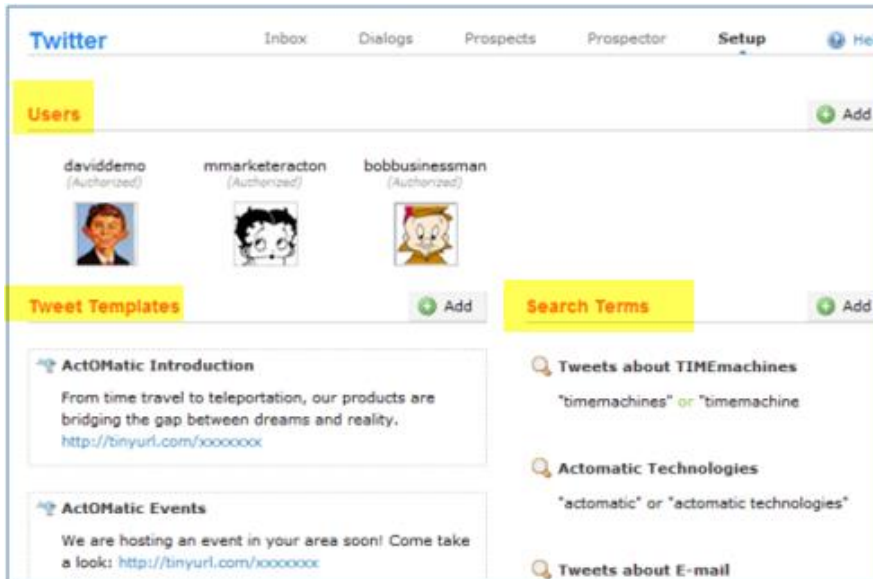 Twitter Inbox Dialogs Prospects Prospector Setup He
Users Add
daviddemo mmarketeracton bobbusinessman
(Authorized) (Authorized) (Authorized)
Tweet Templates Add
ActOMatic Introduction
From time travel to teleportation, our products are
bridging the gap between dreams and reality.
http://tinyurl.com/xxxxxxx
ActOMatic Events
We are hosting an event in your area soon! Come take
a look: http://tinyurl.com/xxxxxxx
Search Terms Add
Tweets about TIMEmachines
"timemachines" or "timemachine
Actomatic Technologies
"actomatic" or "actomatic technologies"
Tweets about E-mail